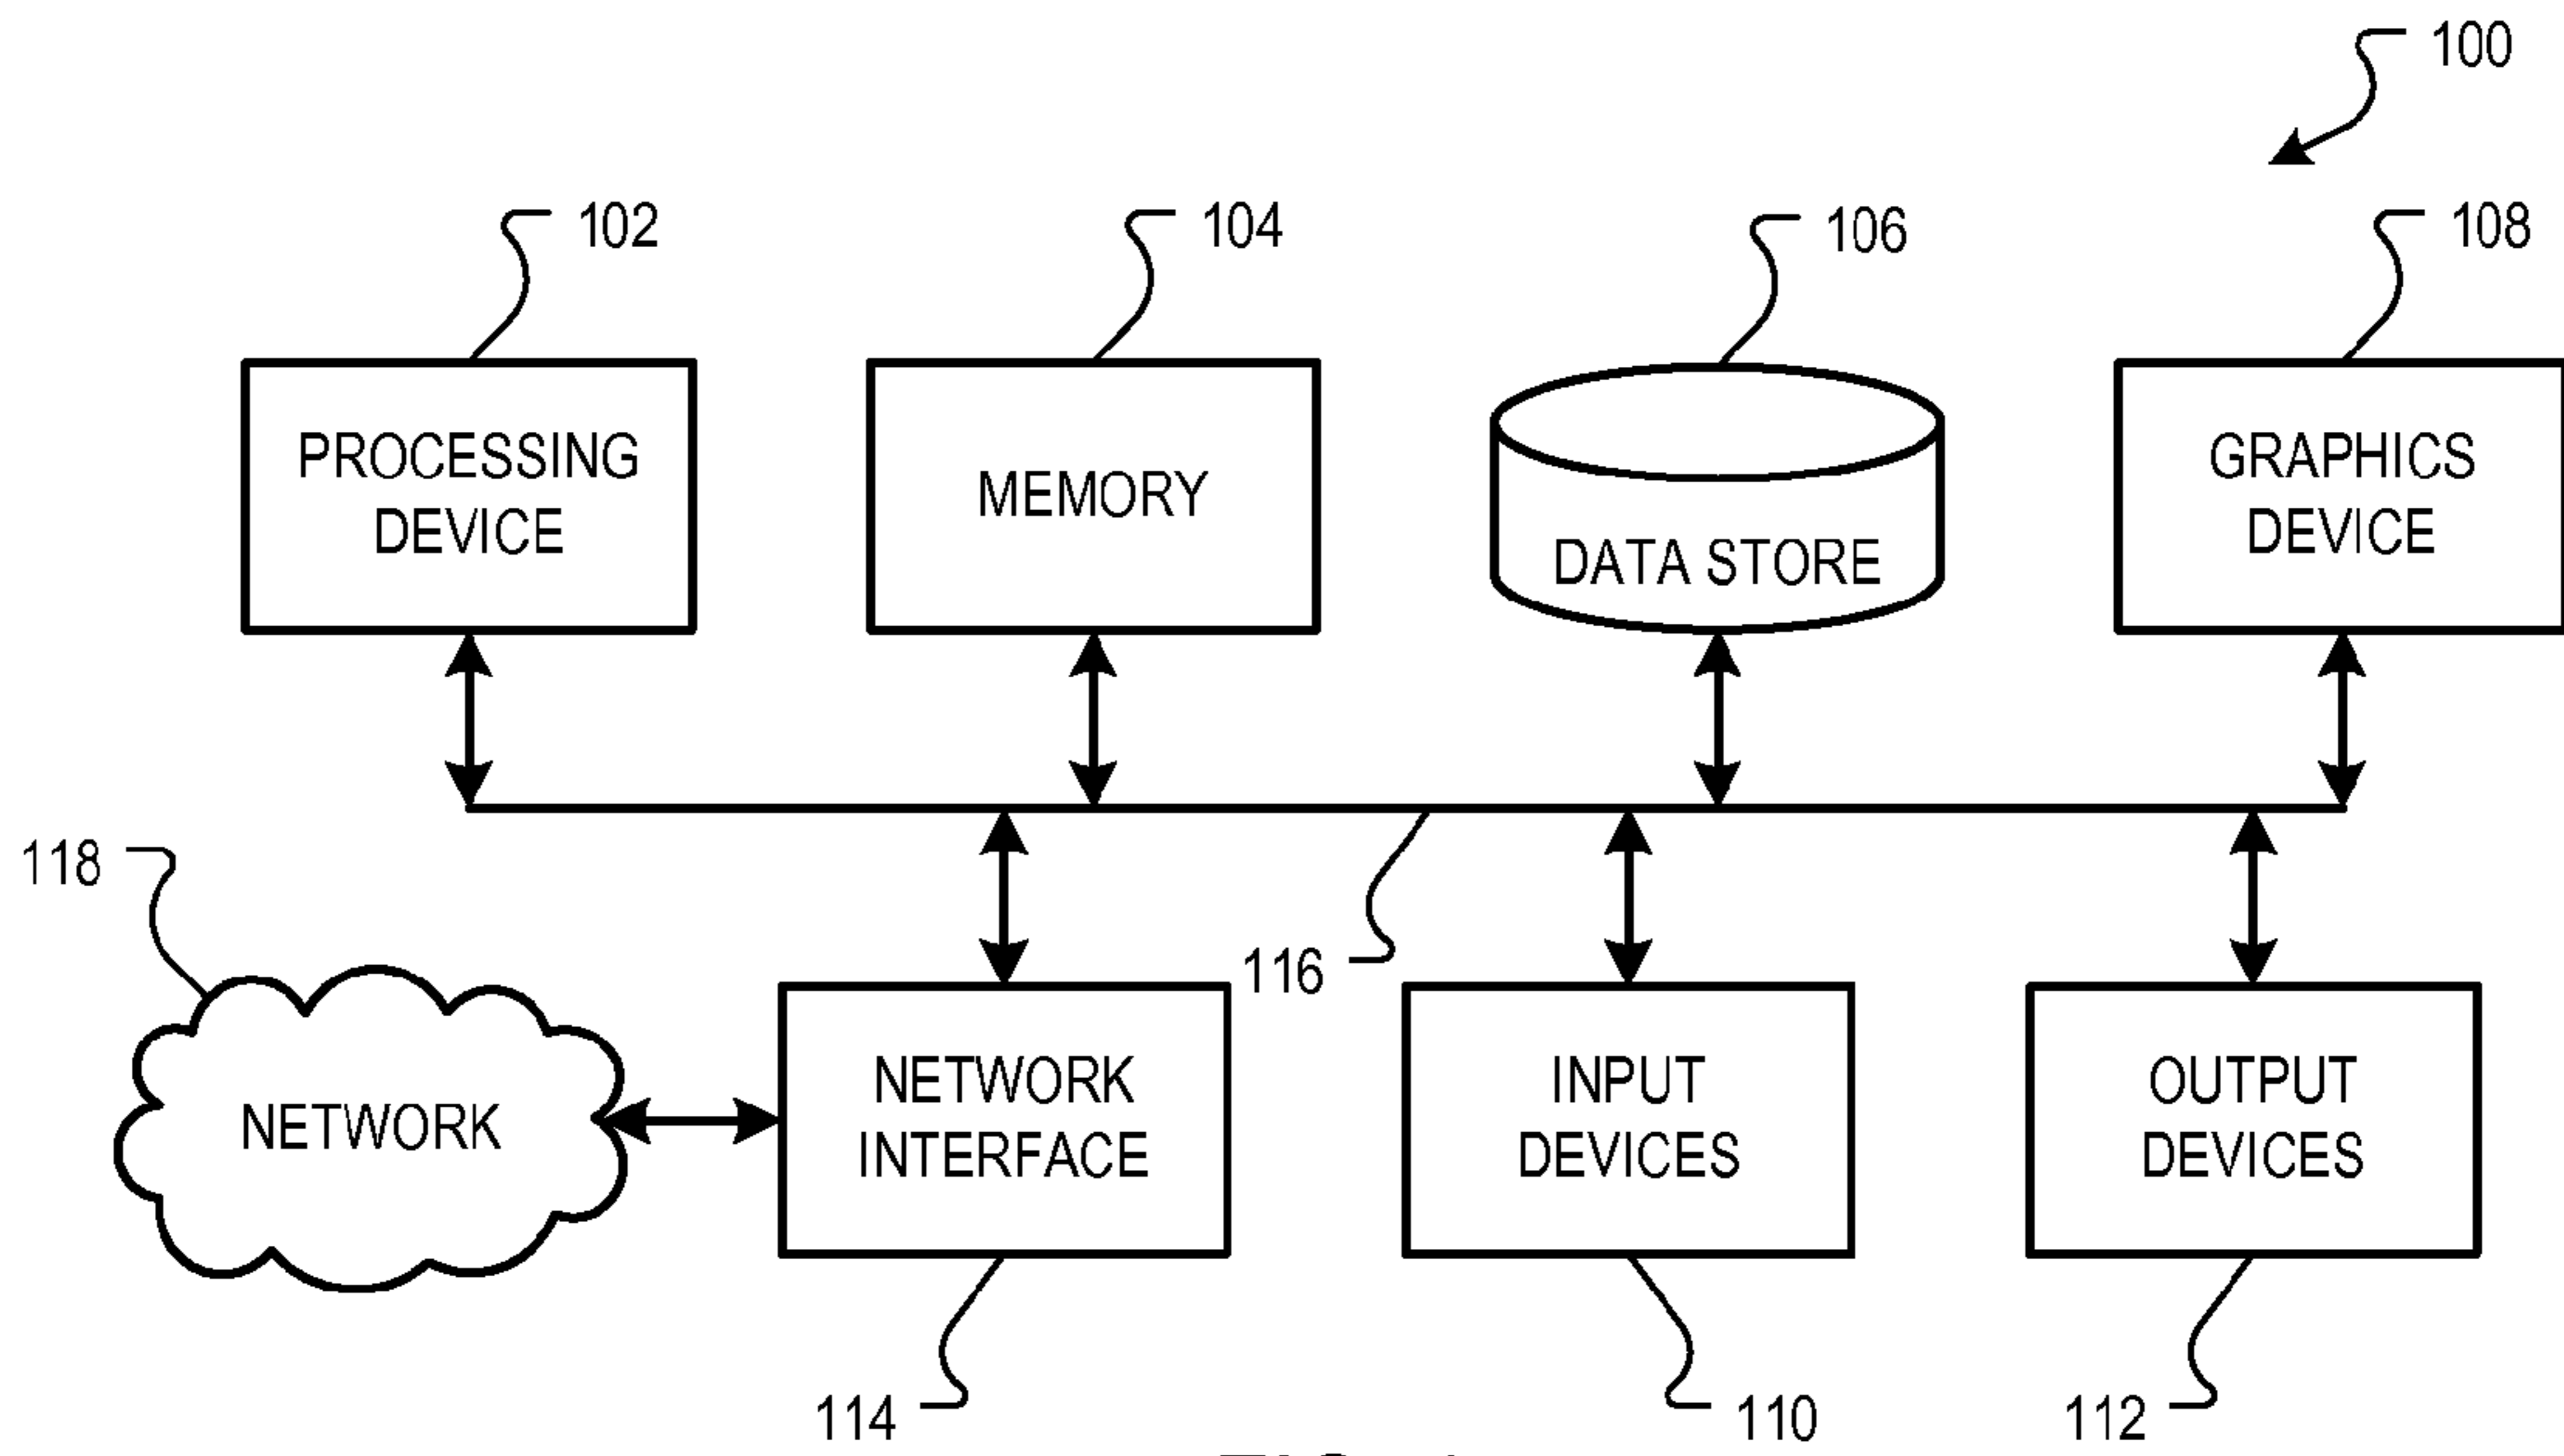 100
102
104
106
108
PROCESSING
DEVICE
MEMORY
DATA STORE
GRAPHICS
DEVICE
118
116
NETWORK
NETWORK
INTERFACE
INPUT
DEVICES
OUTPUT
DEVICES
114
110
112